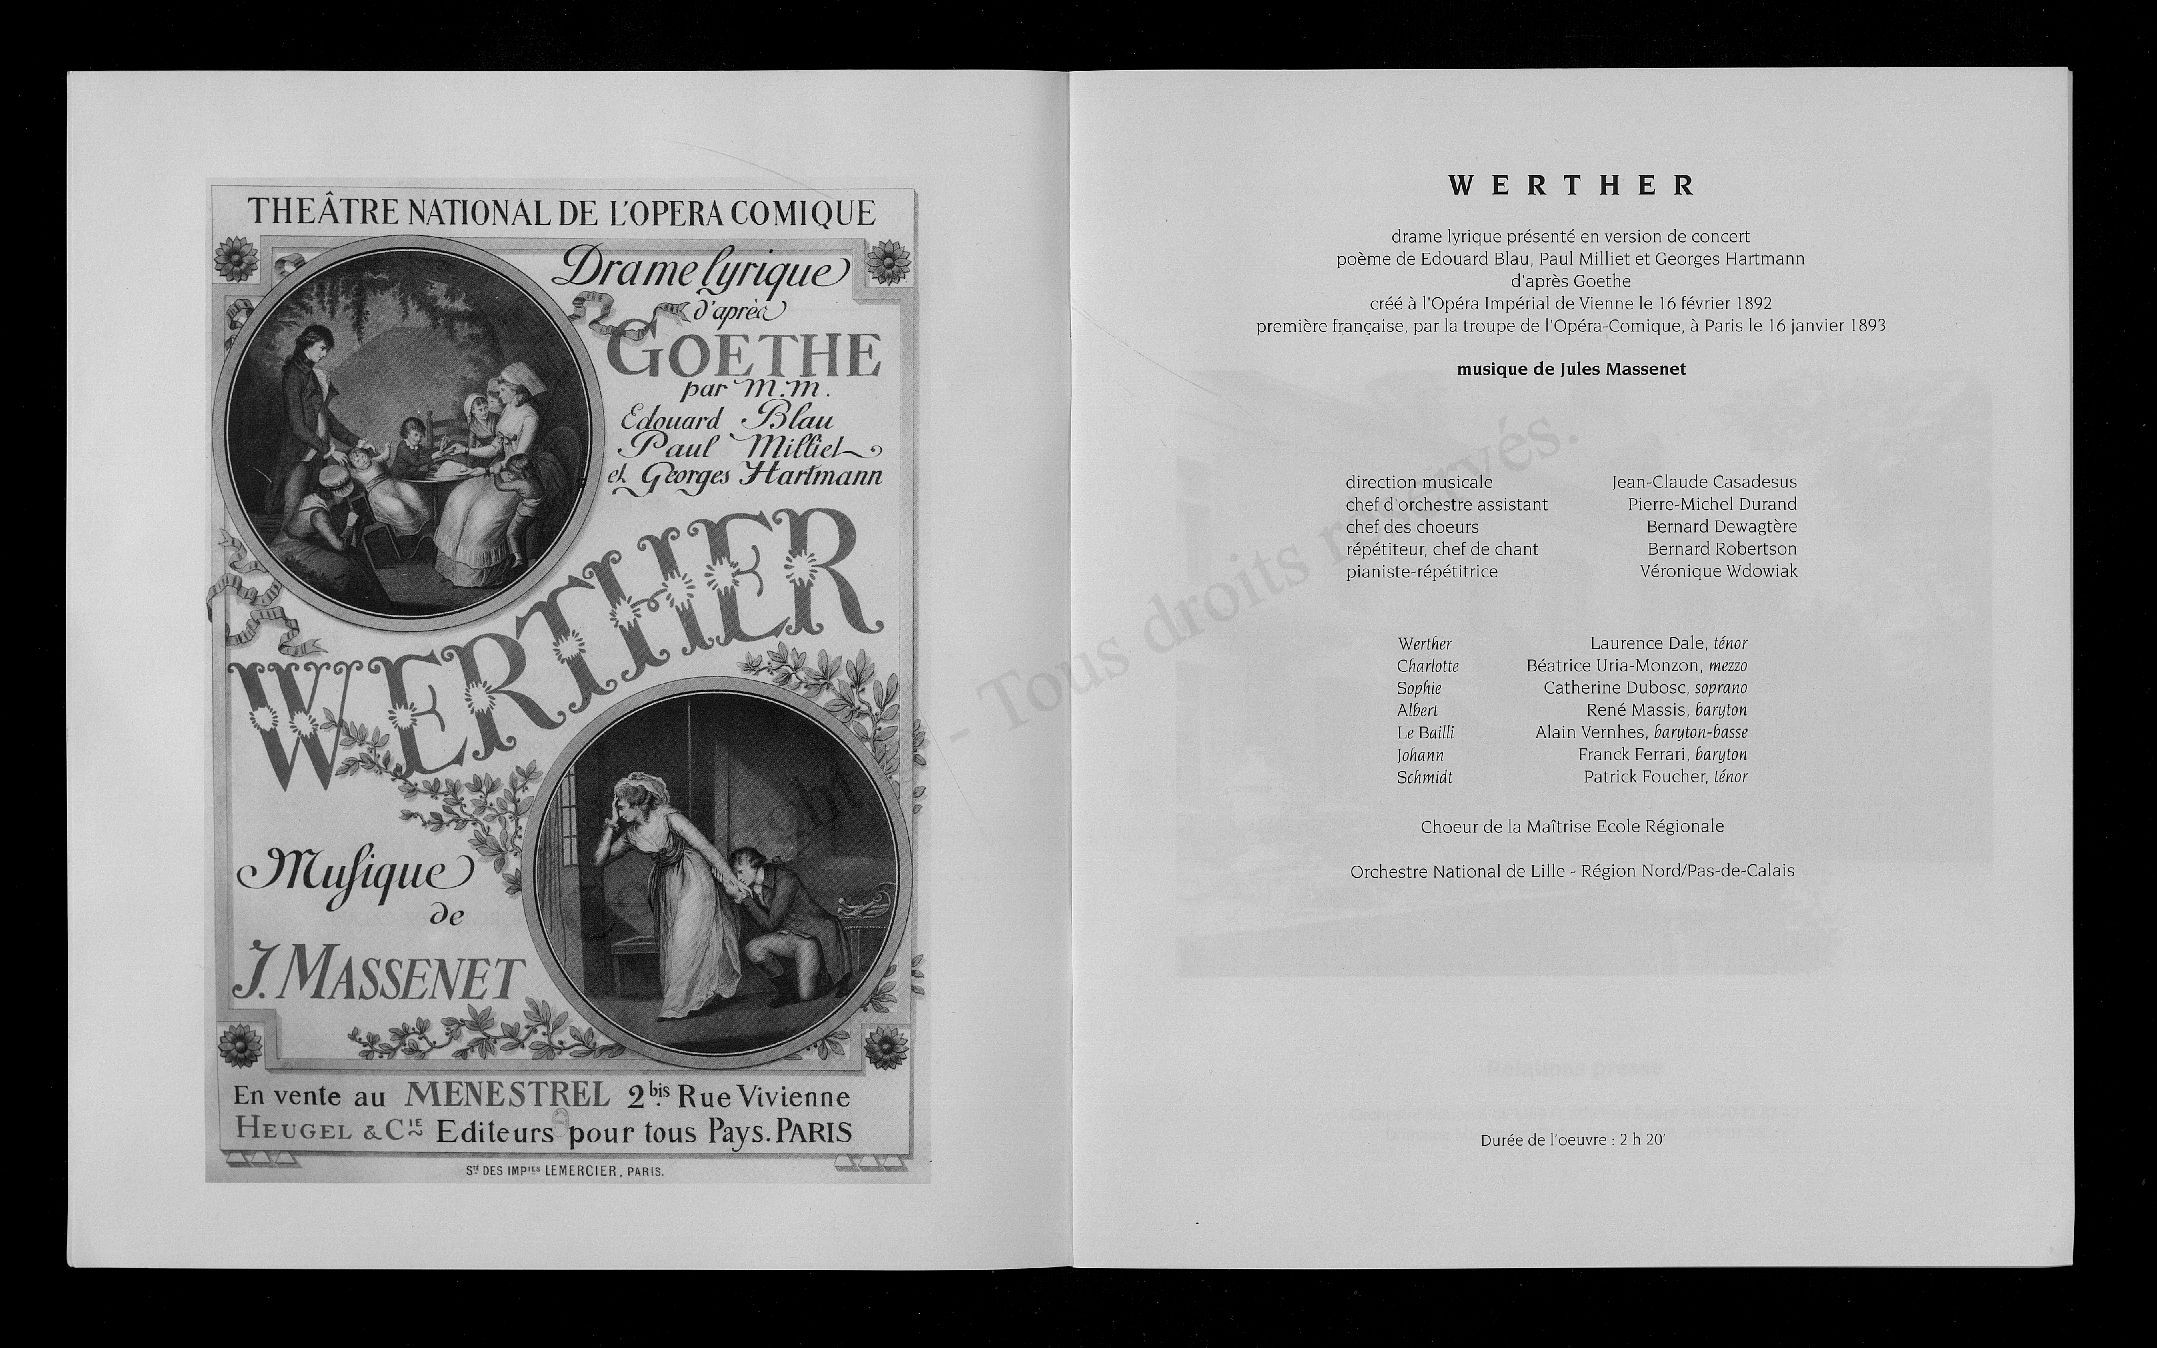 THÉÂTRE NATIONAL DE L'OPERA COMIQUE
Drame lyrique
d'après
GOETHE
par M.M.
Edouard Blau
Paul Milliet
et Georges Hartmann
WERTHER
Musique
de
J. MASSENET
En vente au MENESTREL 2bis Rue Vivienne
HEUGEL & CIE Editeurs pour tous Pays. PARIS
STÉ DES IMPIES LEMERCIER, PARIS.
WERTHER
drame lyrique présenté en version de concert
poème de Edouard Blau, Paul Milliet et Georges Hartmann
d'après Goethe
créé à l'Opéra Impérial de Vienne le 16 février 1892
première française, par la troupe de l'Opéra-Comique, à Paris le 16 janvier 1893
musique de Jules Massenet
direction musicale Jean-Claude Casadesus
chef d'orchestre assistant Pierre-Michel Durand
chef des choeurs Bernard Dewagtère
répétiteur, chef de chant Bernard Robertson
pianiste-répétitrice Véronique Wdowiak
Werther Laurence Dale, ténor
Charlotte Béatrice Uria-Monzon, mezzo
Sophie Catherine Dubosc, soprano
Albert René Massis, baryton
Le Bailli Alain Vernhes, baryton-basse
Johann Franck Ferrari, baryton
Schmidt Patrick Foucher, ténor
Choeur de la Maîtrise Ecole Régionale
Orchestre National de Lille - Région Nord/Pas-de-Calais
Durée de l'oeuvre : 2 h 20'
- Tous droits réservés.